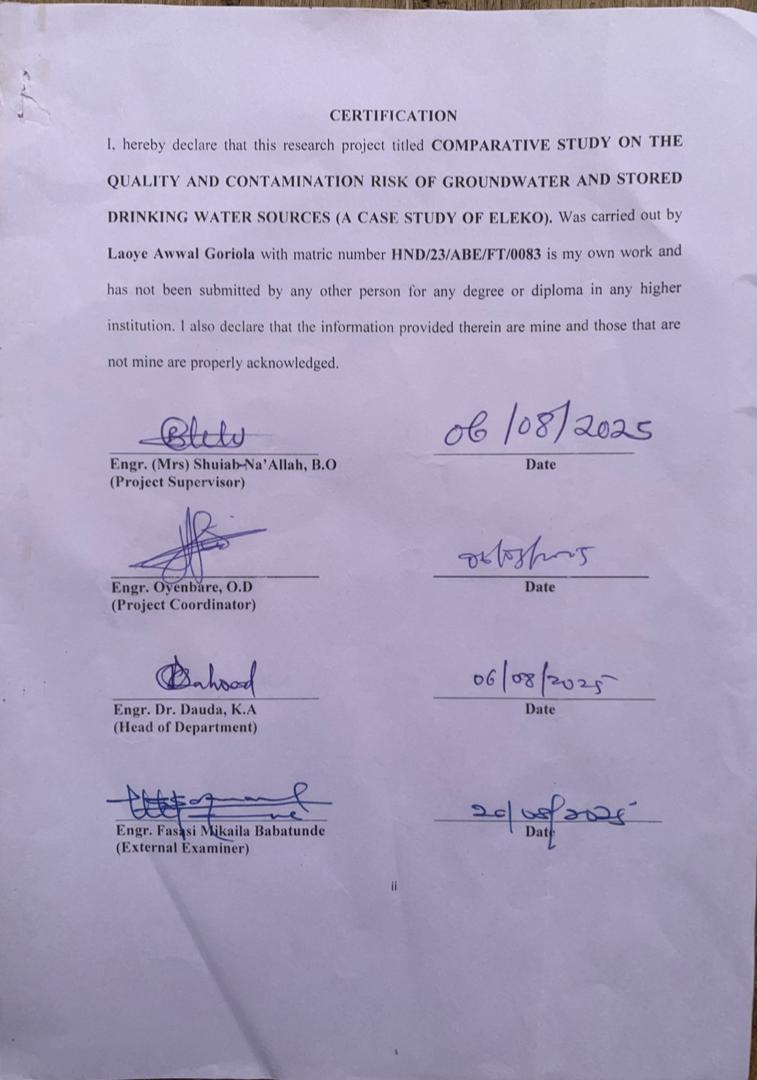 CERTIFICATION
I, hereby declare that this research project titled COMPARATIVE STUDY ON THE
QUALITY AND CONTAMINATION RISK OF GROUNDWATER AND STORED
DRINKING WATER SOURCES (A CASE STUDY OF ELEKO). Was carried out by
Laoye Awwal Goriola with matric number HND/23/ABE/FT/0083 is my own work and
has not been submitted by any other person for any degree or diploma in any higher
institution. I also declare that the information provided therein are mine and those that are
not mine are properly acknowledged.
06/08/2025
Engr. (Mrs) Shuiab-Na'Allah, B.O
Date
(Project Supervisor)
06/08/2025
Engr. Oyenbare, O.D
Date
(Project Coordinator)
06/08/2025
Engr. Dr. Dauda, K.A
Date
(Head of Department)
20/08/2025
Engr. Fasasi Mikaila Babatunde
Date
(External Examiner)
ii